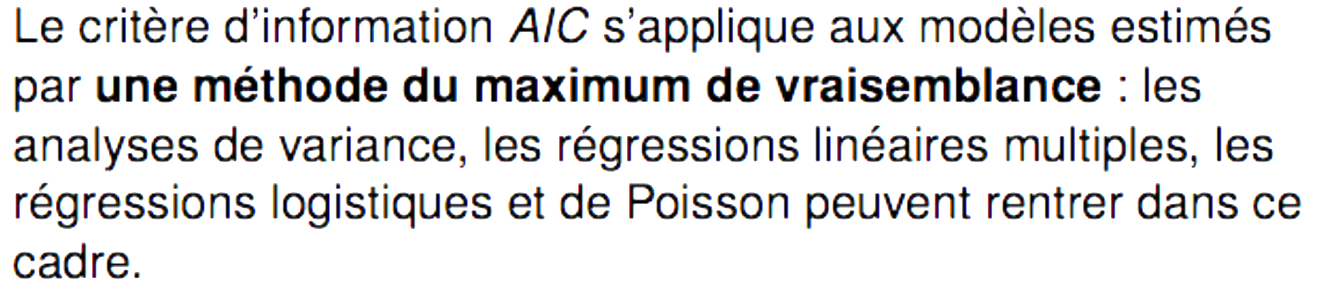 Le critère d'information AIC s'applique aux modèles estimés
par une méthode du maximum de vraisemblance : les
analyses de variance, les régressions linéaires multiples, les
régressions logistiques et de Poisson peuvent rentrer dans ce
cadre.